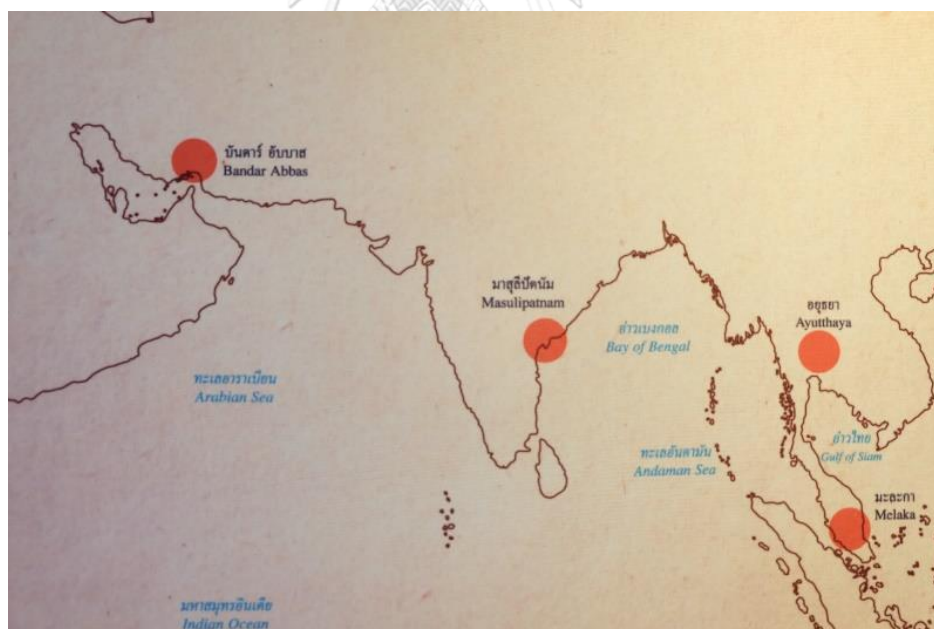 บันดาร์ อับบาส
Bandar Abbas
มาสุลีปัตนัม
Masulipatnam
อยุธยา
Ayutthaya
อ่าวเบงกอล
Bay of Bengal
ทะเลอาราเบียน
Arabian Sea
ทะเลอันดามัน
Andaman Sea
อ่าวไทย
Gulf of Siam
มะละกา
Melaka
มหาสมุทรอินเดีย
Indian Ocean